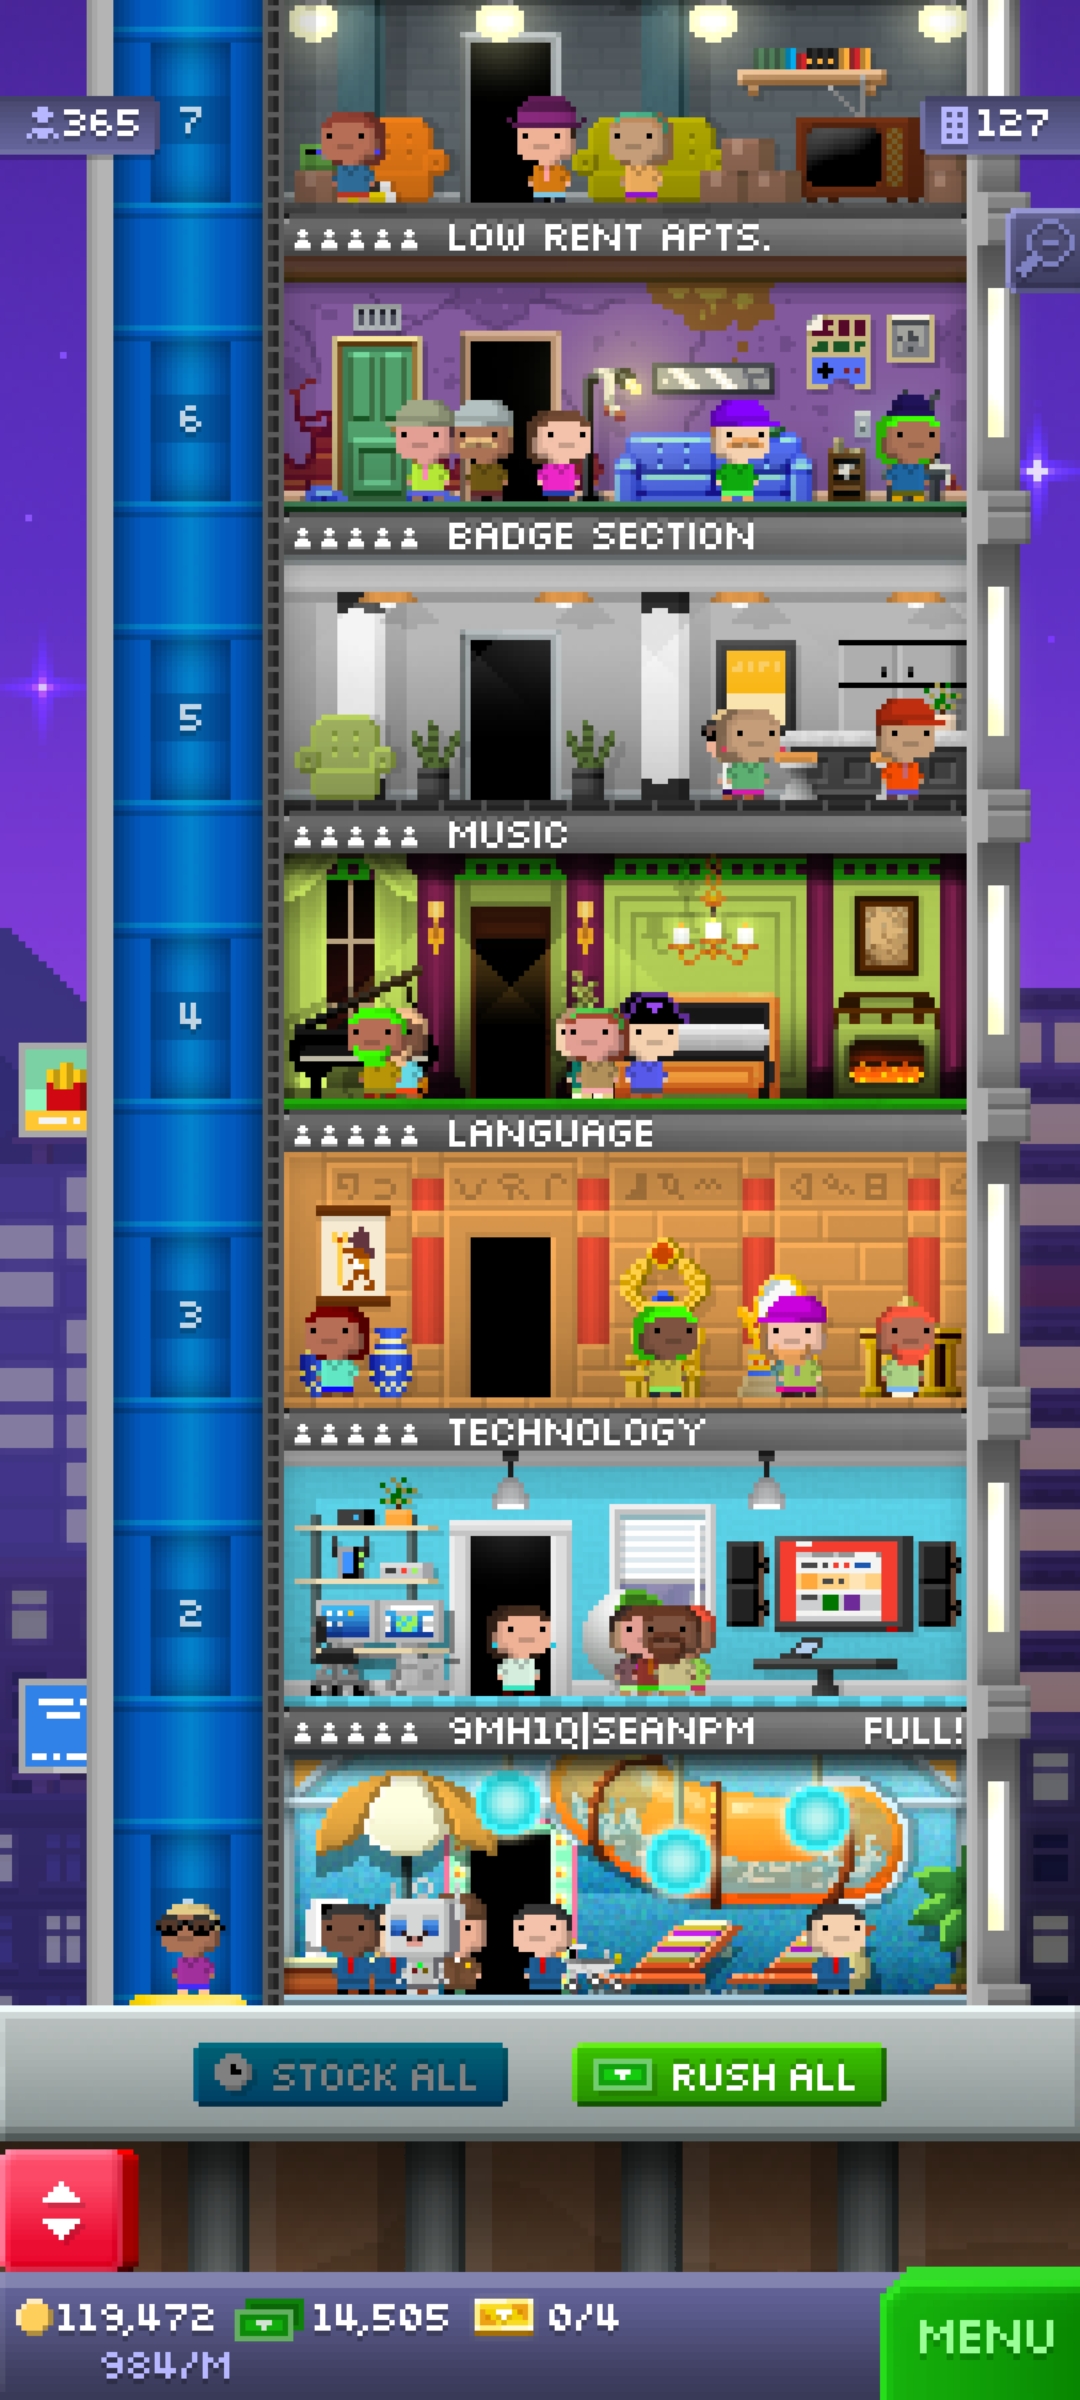 365
7
127
LOW RENT APTS.
6
BADGE SECTION
5
MUSIC
4
LANGUAGE
3
TECHNOLOGY
2
9MH1Q|SEANPM FULL!
STOCK ALL
RUSH ALL
119,472 14,505 0/4
984/M
MENU